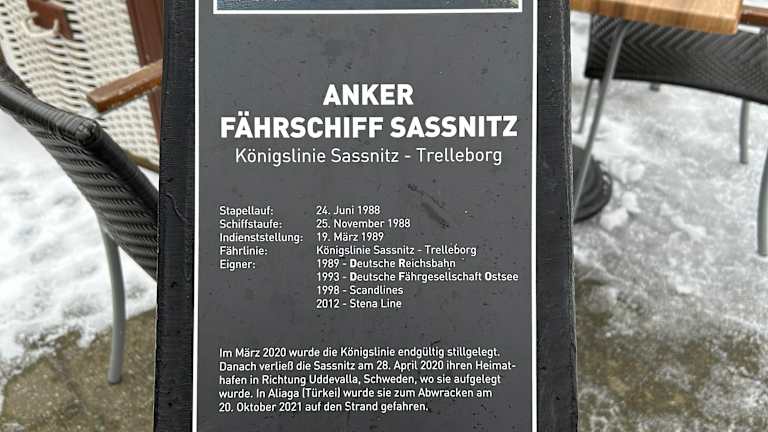 ANKER
FÄHRSCHIFF SASSNITZ
Königslinie Sassnitz - Trelleborg
Stapellauf: 24. Juni 1988
Schiffstaufe: 25. November 1988
Indienststellung: 19. März 1989
Fährlinie: Königslinie Sassnitz - Trelleborg
Eigner: 1989 - Deutsche Reichsbahn
1993 - Deutsche Fährgesellschaft Ostsee
1998 - Scandlines
2012 - Stena Line
Im März 2020 wurde die Königslinie endgültig stillgelegt.
Danach verließ die Sassnitz am 28. April 2020 ihren Heimat-
hafen in Richtung Uddevalla, Schweden, wo sie aufgelegt
wurde. In Aliaga (Türkei) wurde sie zum Abwracken am
20. Oktober 2021 auf den Strand gefahren.